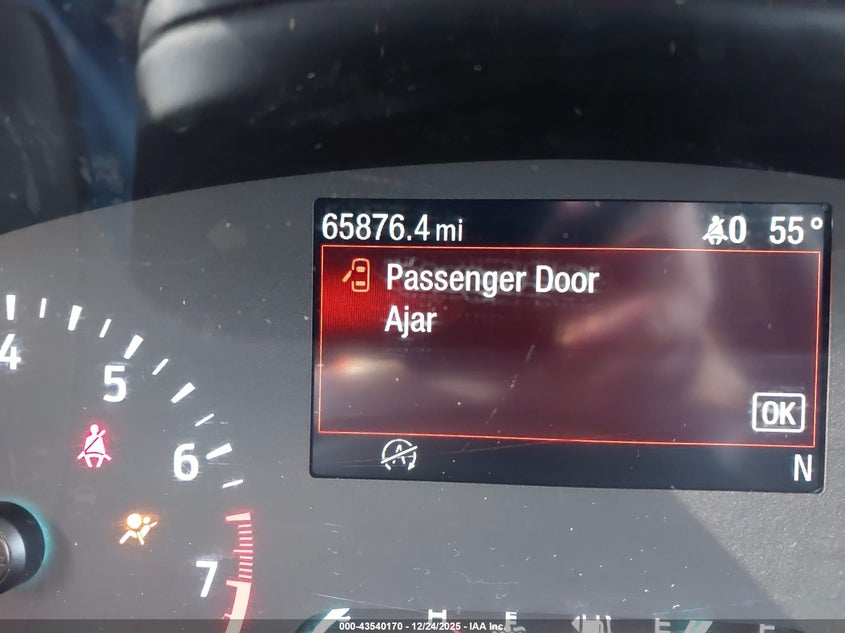 65876.4 mi 0 55°
Passenger Door
Ajar
OK
A
N
4
5
6
7
H
E
E
F
000-43540170 - 12/24/2025 - IAA Inc.